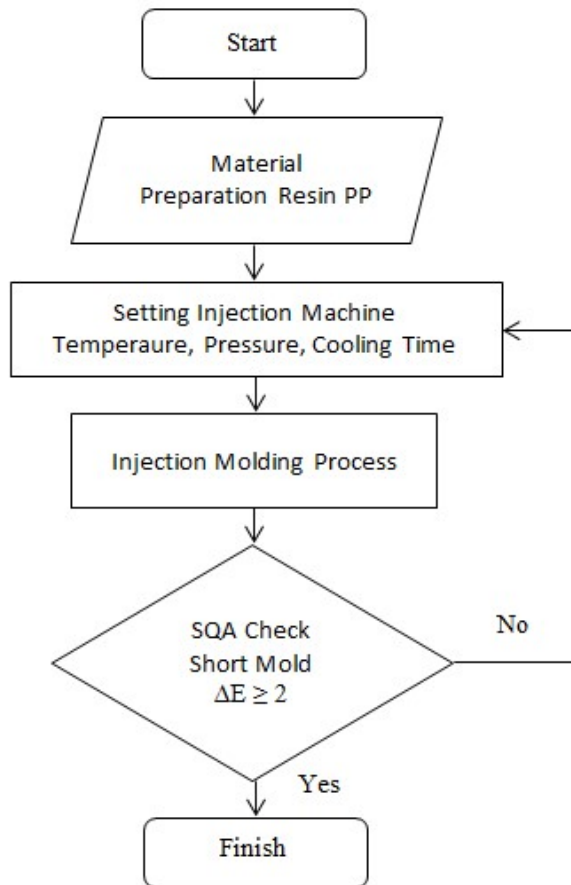 Start
Material
Preparation Resin PP
Setting Injection Machine
Temperaure, Pressure, Cooling Time
Injection Molding Process
SQA Check
Short Mold
ΔE ≥ 2
No
Yes
Finish